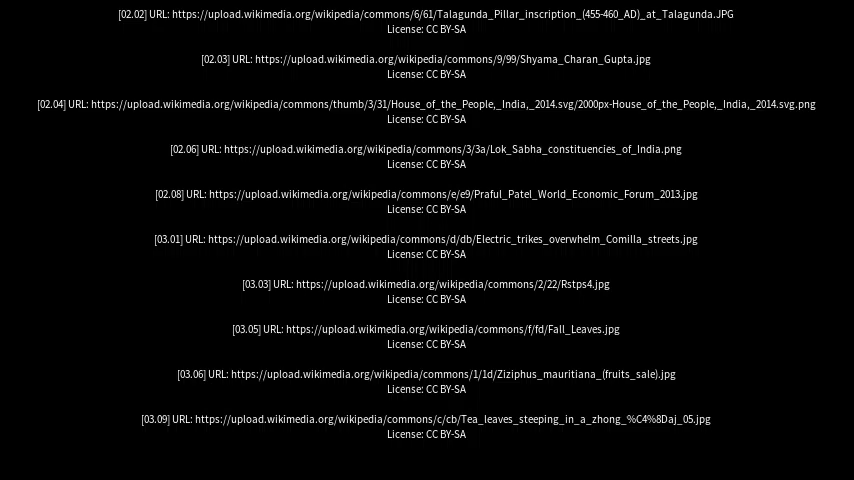 [02.02] URL: https://upload.wikimedia.org/wikipedia/commons/6/61/Talagunda_Pillar_inscription_(455-460_AD)_at_Talagunda.JPG
License: CC BY-SA
[02.03] URL: https://upload.wikimedia.org/wikipedia/commons/9/99/Shyama_Charan_Gupta.jpg
License: CC BY-SA
[02.04] URL: https://upload.wikimedia.org/wikipedia/commons/thumb/3/31/House_of_the_People,_India,_2014.svg/2000px-House_of_the_People,_India,_2014.svg.png
License: CC BY-SA
[02.06] URL: https://upload.wikimedia.org/wikipedia/commons/3/3a/Lok_Sabha_constituencies_of_India.png
License: CC BY-SA
[02.08] URL: https://upload.wikimedia.org/wikipedia/commons/e/e9/Praful_Patel_World_Economic_Forum_2013.jpg
License: CC BY-SA
[03.01] URL: https://upload.wikimedia.org/wikipedia/commons/d/db/Electric_trikes_overwhelm_Comilla_streets.jpg
License: CC BY-SA
[03.03] URL: https://upload.wikimedia.org/wikipedia/commons/2/22/Rstps4.jpg
License: CC BY-SA
[03.05] URL: https://upload.wikimedia.org/wikipedia/commons/f/fd/Fall_Leaves.jpg
License: CC BY-SA
[03.06] URL: https://upload.wikimedia.org/wikipedia/commons/1/1d/Ziziphus_mauritiana_(fruits_sale).jpg
License: CC BY-SA
[03.09] URL: https://upload.wikimedia.org/wikipedia/commons/c/cb/Tea_leaves_steeping_in_a_zhong_%C4%8Daj_05.jpg
License: CC BY-SA